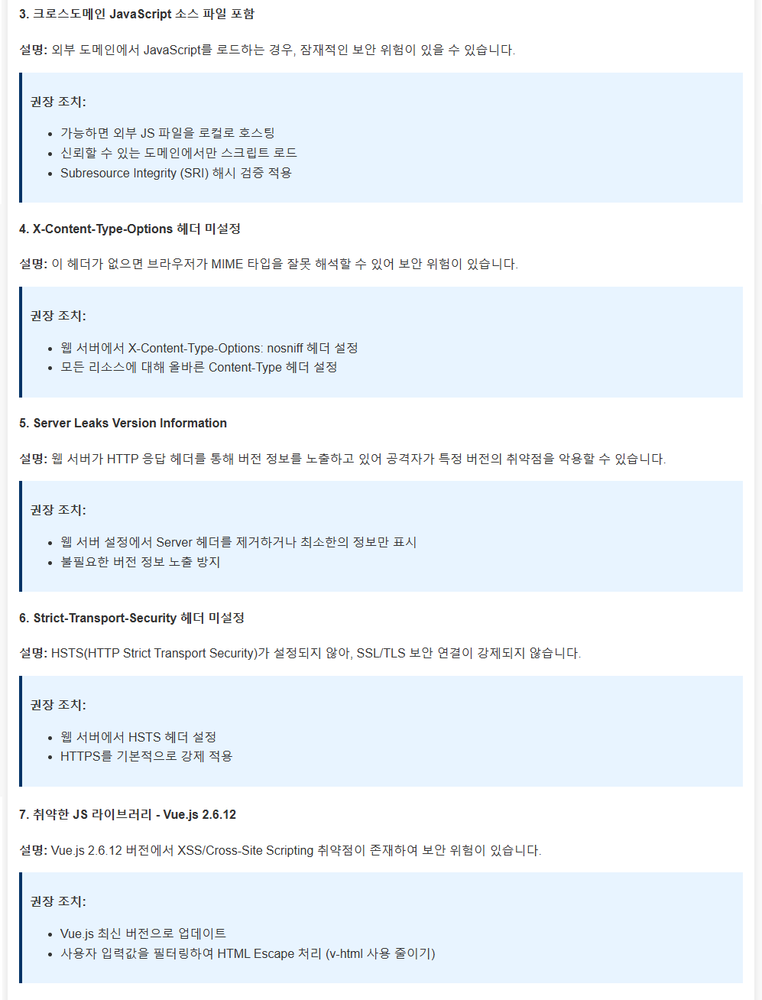 3. 크로스도메인 JavaScript 소스 파일 포함
설명: 외부 도메인에서 JavaScript를 로드하는 경우, 잠재적인 보안 위험이 있을 수 있습니다.
권장 조치:
• 가능하면 외부 JS 파일을 로컬로 호스팅
• 신뢰할 수 있는 도메인에서만 스크립트 로드
• Subresource Integrity (SRI) 해시 검증 적용
4. X-Content-Type-Options 헤더 미설정
설명: 이 헤더가 없으면 브라우저가 MIME 타입을 잘못 해석할 수 있어 보안 위험이 있습니다.
권장 조치:
• 웹 서버에서 X-Content-Type-Options: nosniff 헤더 설정
• 모든 리소스에 대해 올바른 Content-Type 헤더 설정
5. Server Leaks Version Information
설명: 웹 서버가 HTTP 응답 헤더를 통해 버전 정보를 노출하고 있어 공격자가 특정 버전의 취약점을 악용할 수 있습니다.
권장 조치:
• 웹 서버 설정에서 Server 헤더를 제거하거나 최소한의 정보만 표시
• 불필요한 버전 정보 노출 방지
6. Strict-Transport-Security 헤더 미설정
설명: HSTS(HTTP Strict Transport Security)가 설정되지 않아, SSL/TLS 보안 연결이 강제되지 않습니다.
권장 조치:
• 웹 서버에서 HSTS 헤더 설정
• HTTPS를 기본적으로 강제 적용
7. 취약한 JS 라이브러리 - Vue.js 2.6.12
설명: Vue.js 2.6.12 버전에서 XSS/Cross-Site Scripting 취약점이 존재하여 보안 위험이 있습니다.
권장 조치:
• Vue.js 최신 버전으로 업데이트
• 사용자 입력값을 필터링하여 HTML Escape 처리 (v-html 사용 줄이기)